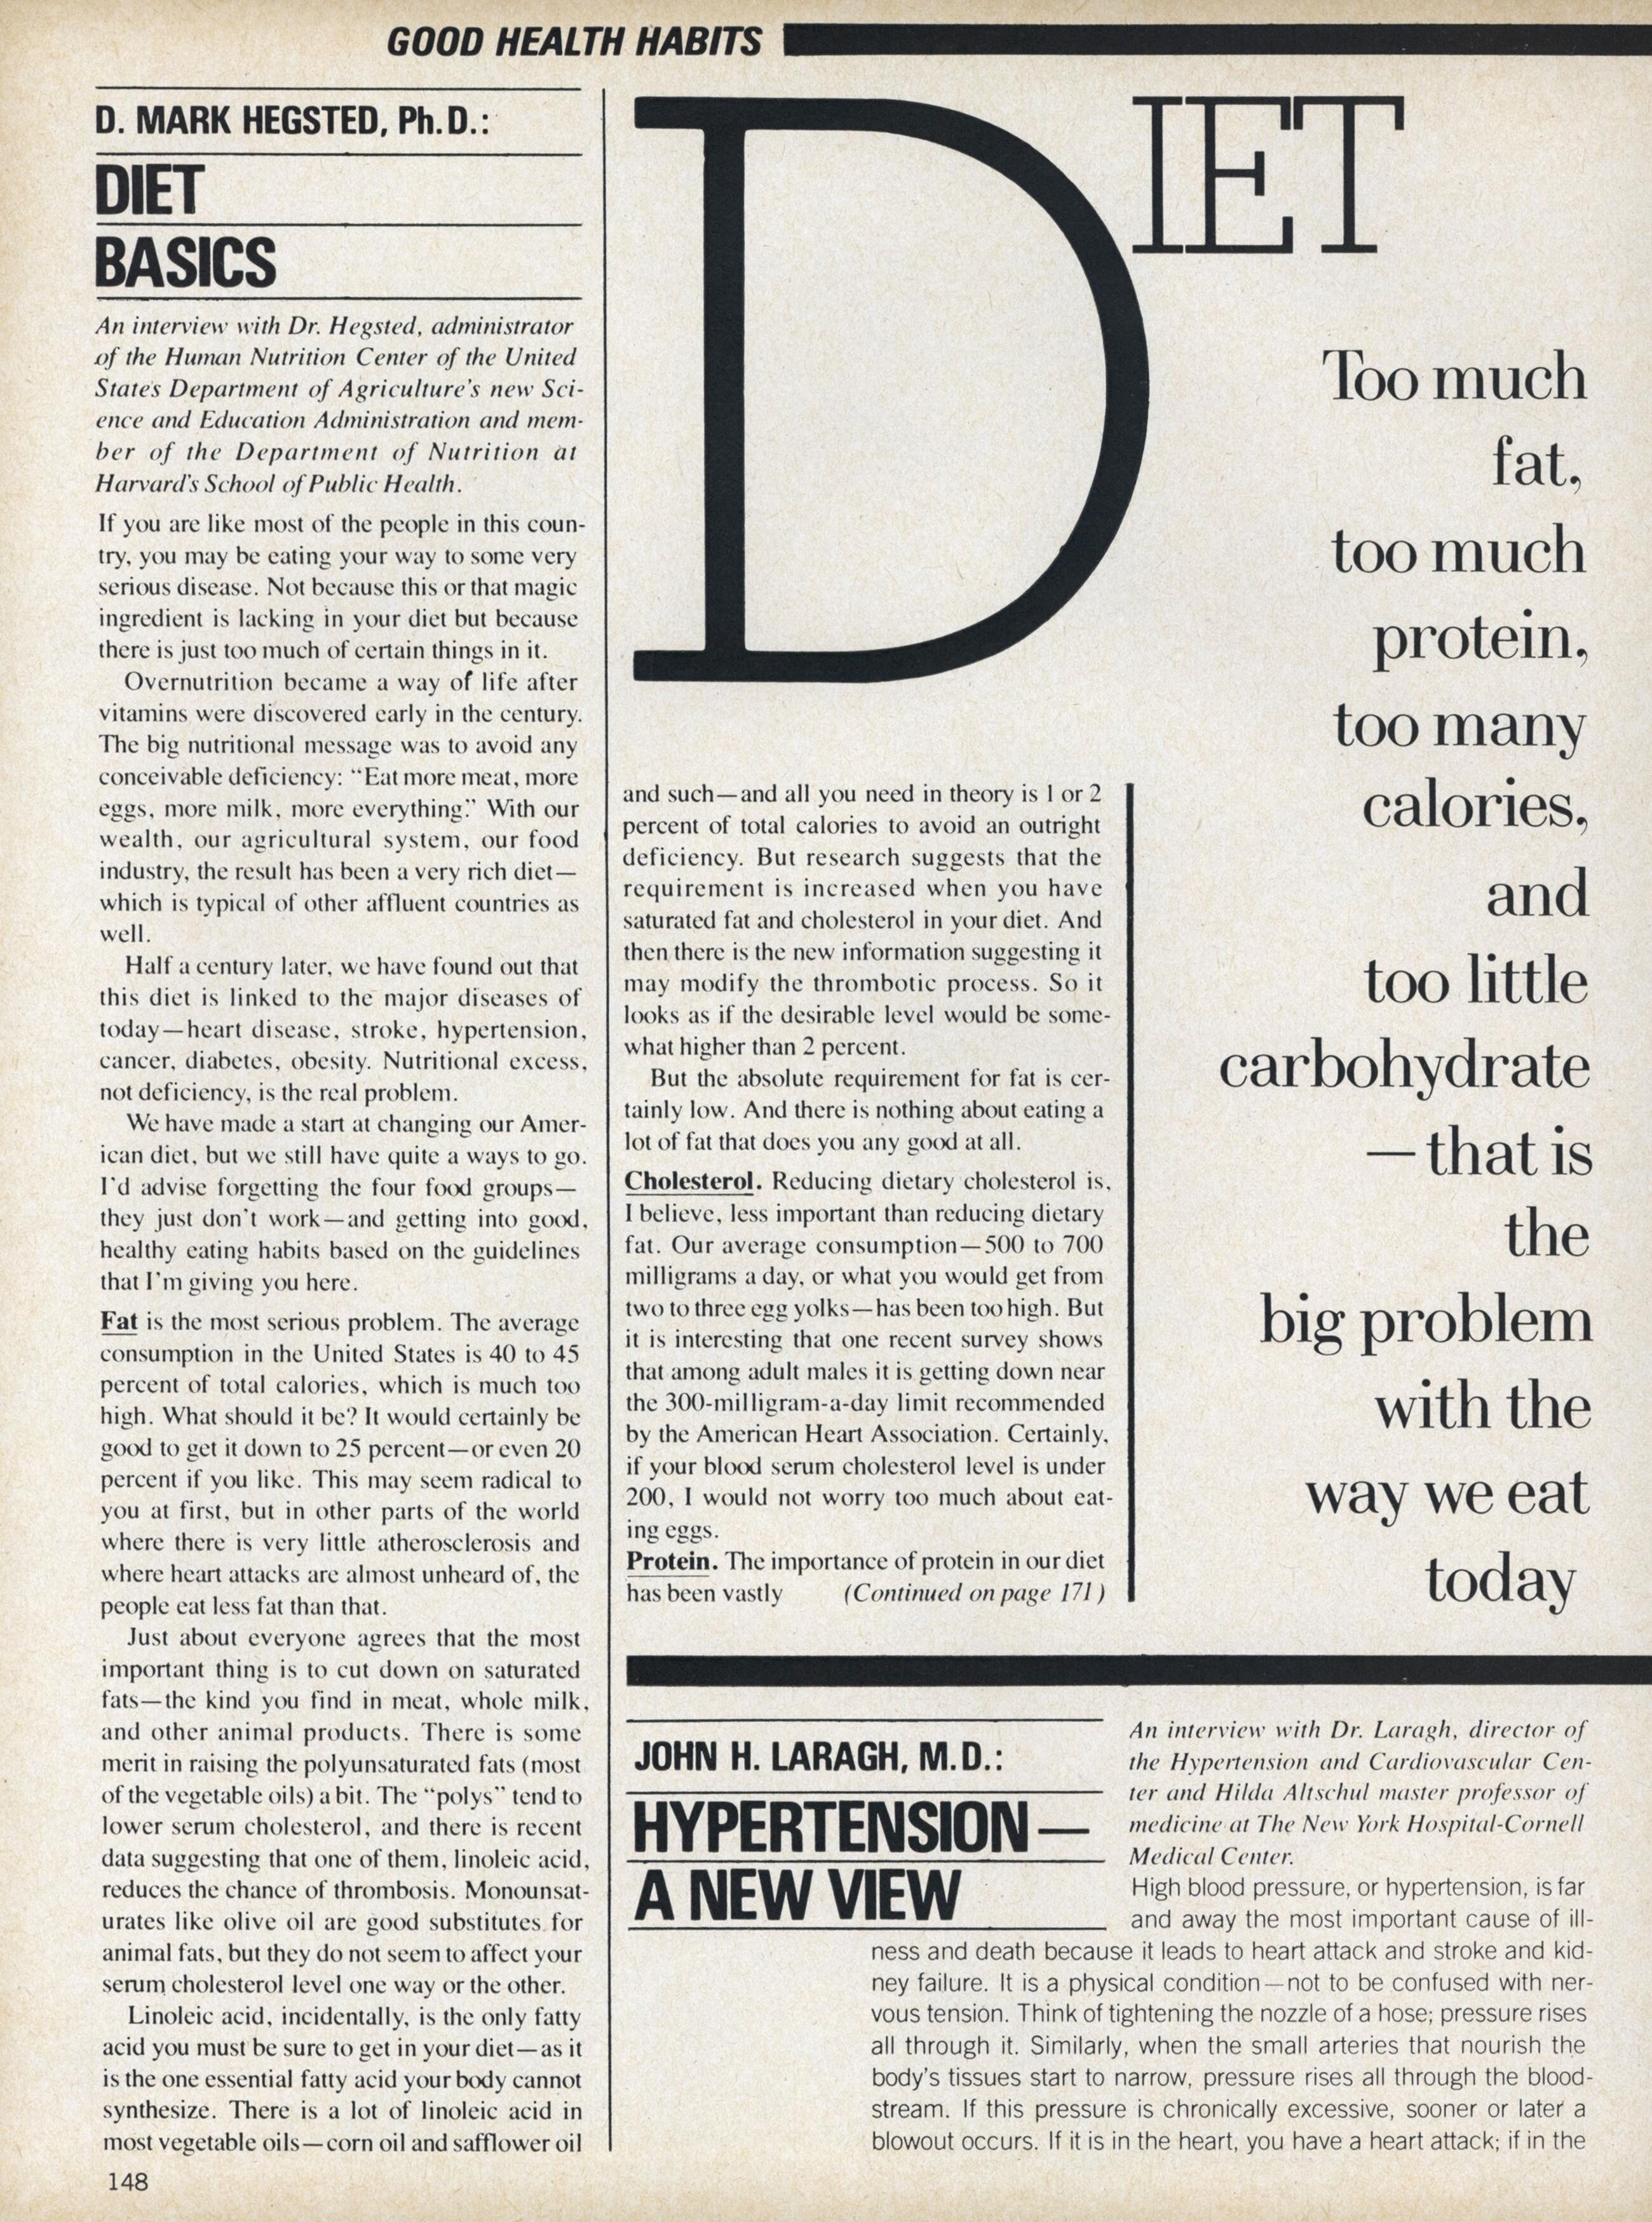 GOOD HEALTH HABITS
D. MARK HEGSTED, Ph.D.:
DIET
BASICS
An interview with Dr. Hegsted, administrator
of the Human Nutrition Center of the United
States Department of Agriculture's new Sci-
ence and Education Administration and mem-
ber of the Department of Nutrition at
Harvard's School of Public Health.
If you are like most of the people in this coun-
try, you may be eating your way to some very
serious disease. Not because this or that magic
ingredient is lacking in your diet but because
there is just too much of certain things in it.
Overnutrition became a way of life after
vitamins were discovered early in the century.
The big nutritional message was to avoid any
conceivable deficiency: “Eat more meat, more
eggs, more milk, more everything.” With our
wealth, our agricultural system, our food
industry, the result has been a very rich diet—
which is typical of other affluent countries as
well.
Half a century later, we have found out that
this diet is linked to the major diseases of
today—heart disease, stroke, hypertension,
cancer, diabetes, obesity. Nutritional excess,
not deficiency, is the real problem.
We have made a start at changing our Amer-
ican diet, but we still have quite a ways to go.
I'd advise forgetting the four food groups—
they just don't work—and getting into good,
healthy eating habits based on the guidelines
that I'm giving you here.
Fat is the most serious problem. The average
consumption in the United States is 40 to 45
percent of total calories, which is much too
high. What should it be? It would certainly be
good to get it down to 25 percent—or even 20
percent if you like. This may seem radical to
you at first, but in other parts of the world
where there is very little atherosclerosis and
where heart attacks are almost unheard of, the
people eat less fat than that.
Just about everyone agrees that the most
important thing is to cut down on saturated
fats—the kind you find in meat, whole milk,
and other animal products. There is some
merit in raising the polyunsaturated fats (most
of the vegetable oils) a bit. The “polys” tend to
lower serum cholesterol, and there is recent
data suggesting that one of them, linoleic acid,
reduces the chance of thrombosis. Monounsat-
urates like olive oil are good substitutes for
animal fats, but they do not seem to affect your
serum cholesterol level one way or the other.
Linoleic acid, incidentally, is the only fatty
acid you must be sure to get in your diet—as it
is the one essential fatty acid your body cannot
synthesize. There is a lot of linoleic acid in
most vegetable oils—corn oil and safflower oil
148
DIET
and such—and all you need in theory is 1 or 2
percent of total calories to avoid an outright
deficiency. But research suggests that the
requirement is increased when you have
saturated fat and cholesterol in your diet. And
then there is the new information suggesting it
may modify the thrombotic process. So it
looks as if the desirable level would be some-
what higher than 2 percent.
But the absolute requirement for fat is cer-
tainly low. And there is nothing about eating a
lot of fat that does you any good at all.
Cholesterol. Reducing dietary cholesterol is,
I believe, less important than reducing dietary
fat. Our average consumption—500 to 700
milligrams a day, or what you would get from
two to three egg yolks—has been too high. But
it is interesting that one recent survey shows
that among adult males it is getting down near
the 300-milligram-a-day limit recommended
by the American Heart Association. Certainly,
if your blood serum cholesterol level is under
200, I would not worry too much about eat-
ing eggs.
Protein. The importance of protein in our diet
has been vastly (Continued on page 171)
Too much
fat,
too much
protein,
too many
calories,
and
too little
carbohydrate
—that is
the
big problem
with the
way we eat
today
JOHN H. LARAGH, M.D.:
HYPERTENSION—
A NEW VIEW
An interview with Dr. Laragh, director of
the Hypertension and Cardiovascular Cen-
ter and Hilda Altschul master professor of
medicine at The New York Hospital-Cornell
Medical Center.
High blood pressure, or hypertension, is far
and away the most important cause of ill-
ness and death because it leads to heart attack and stroke and kid-
ney failure. It is a physical condition—not to be confused with ner-
vous tension. Think of tightening the nozzle of a hose; pressure rises
all through it. Similarly, when the small arteries that nourish the
body's tissues start to narrow, pressure rises all through the blood-
stream. If this pressure is chronically excessive, sooner or later a
blowout occurs. If it is in the heart, you have a heart attack; if in the